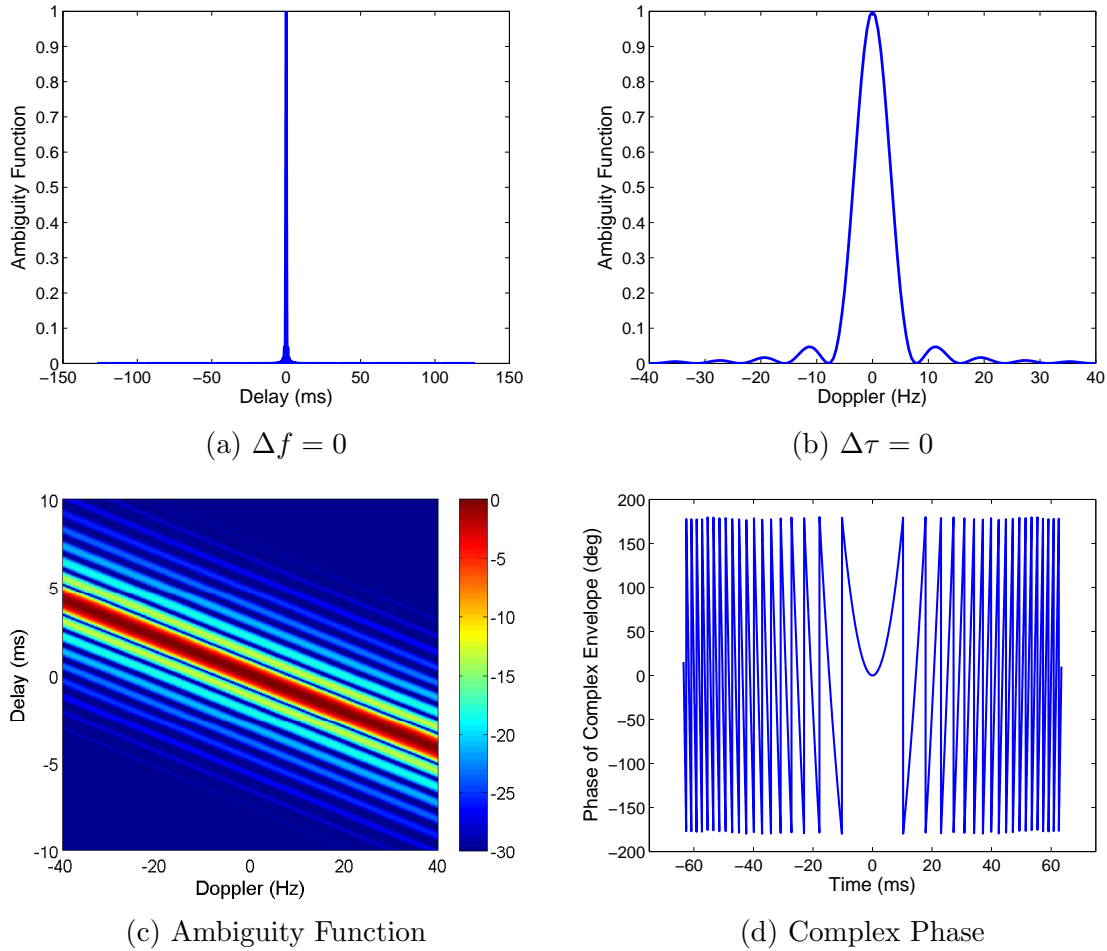 1
0.9
0.8
0.7
0.6
0.5
0.4
0.3
0.2
0.1
0
Ambiguity Function
−150 −100 −50 0 50 100 150
Delay (ms)
(a) Δf = 0
1
0.9
0.8
0.7
0.6
0.5
0.4
0.3
0.2
0.1
0
Ambiguity Function
−40 −30 −20 −10 0 10 20 30 40
Doppler (Hz)
(b) Δτ = 0
10
5
0
-5
-10
Delay (ms)
-40 -20 0 20 40
Doppler (Hz)
0
-5
-10
-15
-20
-25
-30
(c) Ambiguity Function
200
150
100
50
0
−50
−100
−150
−200
Phase of Complex Envelope (deg)
−60 −40 −20 0 20 40 60
Time (ms)
(d) Complex Phase